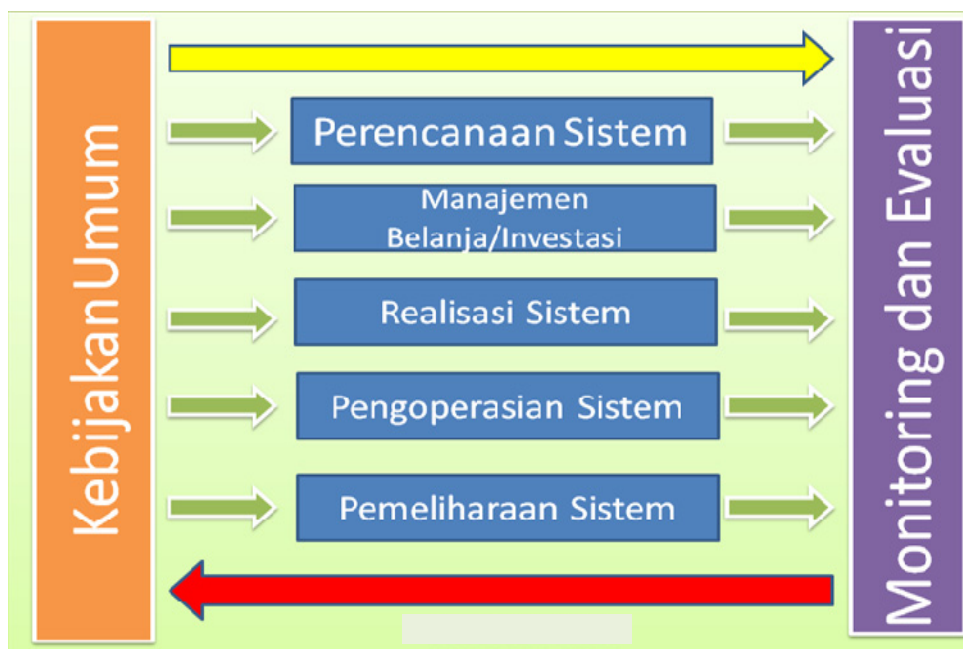 Kebijakan Umum
Perencanaan Sistem
Manajemen
Belanja/Investasi
Realisasi Sistem
Pengoperasian Sistem
Pemeliharaan Sistem
Monitoring dan Evaluasi